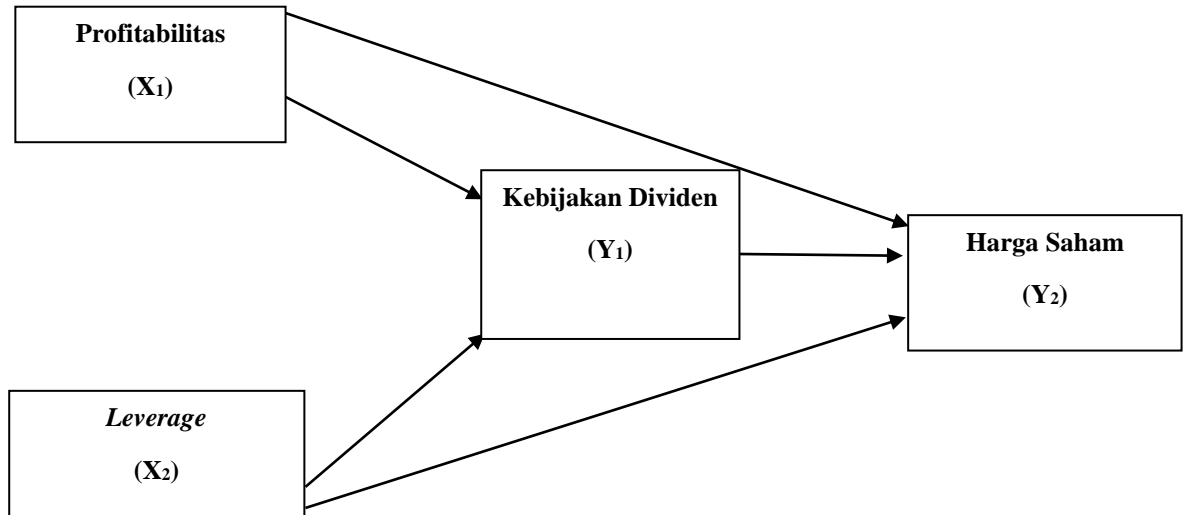 Profitabilitas
(X₁)
Kebijakan Dividen
(Y₁)
Harga Saham
(Y₂)
Leverage
(X₂)